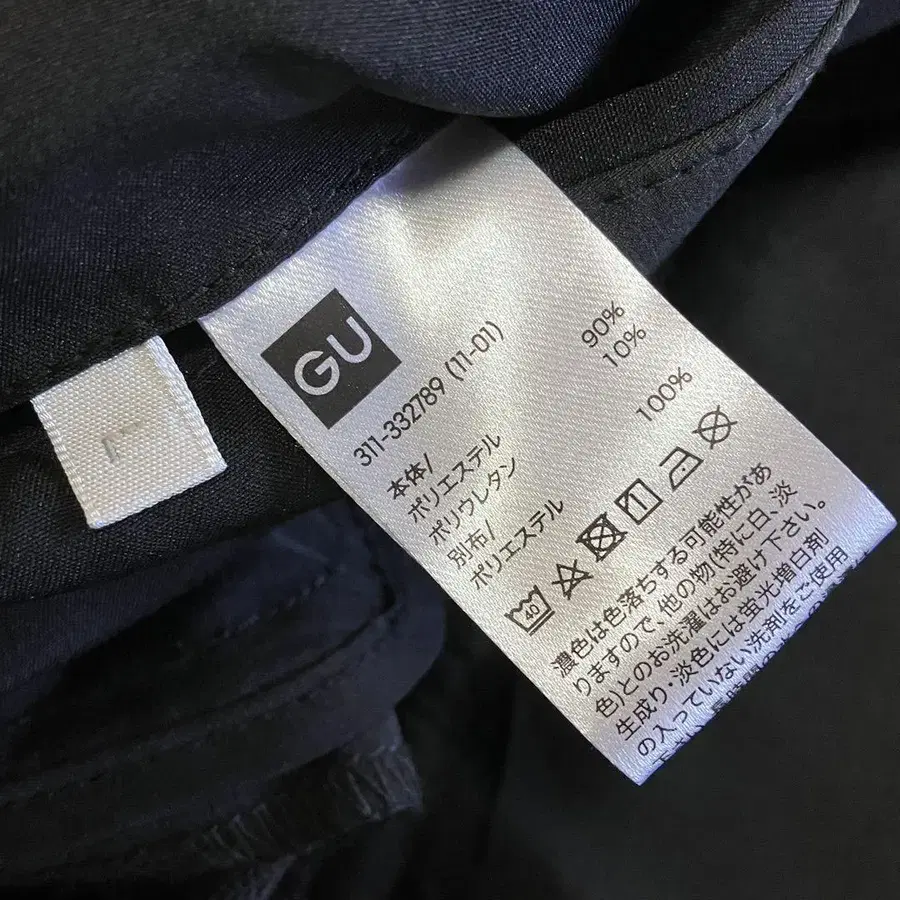 L
GU
311-332789 (11-01)
本体/
ポリエステル 90%
ポリウレタン 10%
別布/
ポリエステル 100%
40
濃色は色落ちする可能性があ
りますので、他の物(特に白、淡
色)とのお洗濯はお避け下さい。
生成り、淡色には蛍光増白剤
の入っていない洗剤をご使用